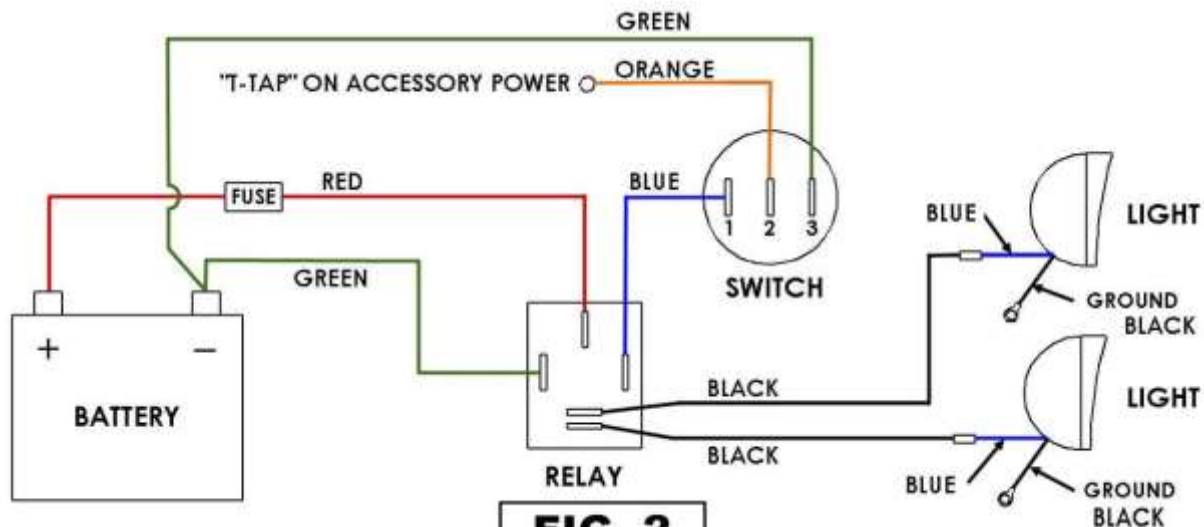 GREEN
"T-TAP" ON ACCESSORY POWER
ORANGE
FUSE
RED
BLUE
1 2 3
SWITCH
BLUE
LIGHT
GROUND
BLACK
GREEN
+
−
BATTERY
RELAY
BLACK
BLACK
LIGHT
BLUE
GROUND
BLACK